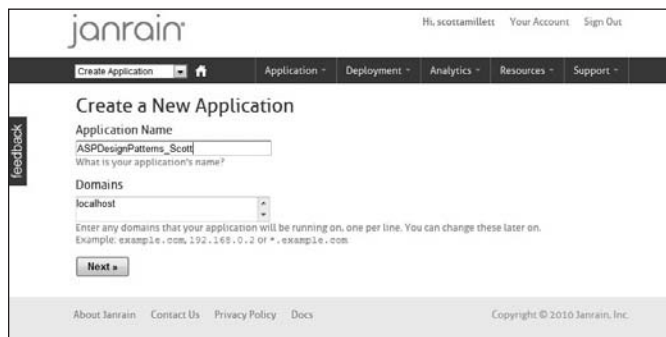 janrain
Hi, scottamillett Your Account Sign Out
Create Application Application Deployment Analytics Resources Support
feedback
Create a New Application
Application Name
ASPDesignPatterns_Scott
What is your application's name?
Domains
localhost
Enter any domains that your application will be running on, one per line. You can change these later on.
Example: example.com, 192.168.0.2 or *.example.com
Next »
About Janrain Contact Us Privacy Policy Docs Copyright © 2010 Janrain, Inc.